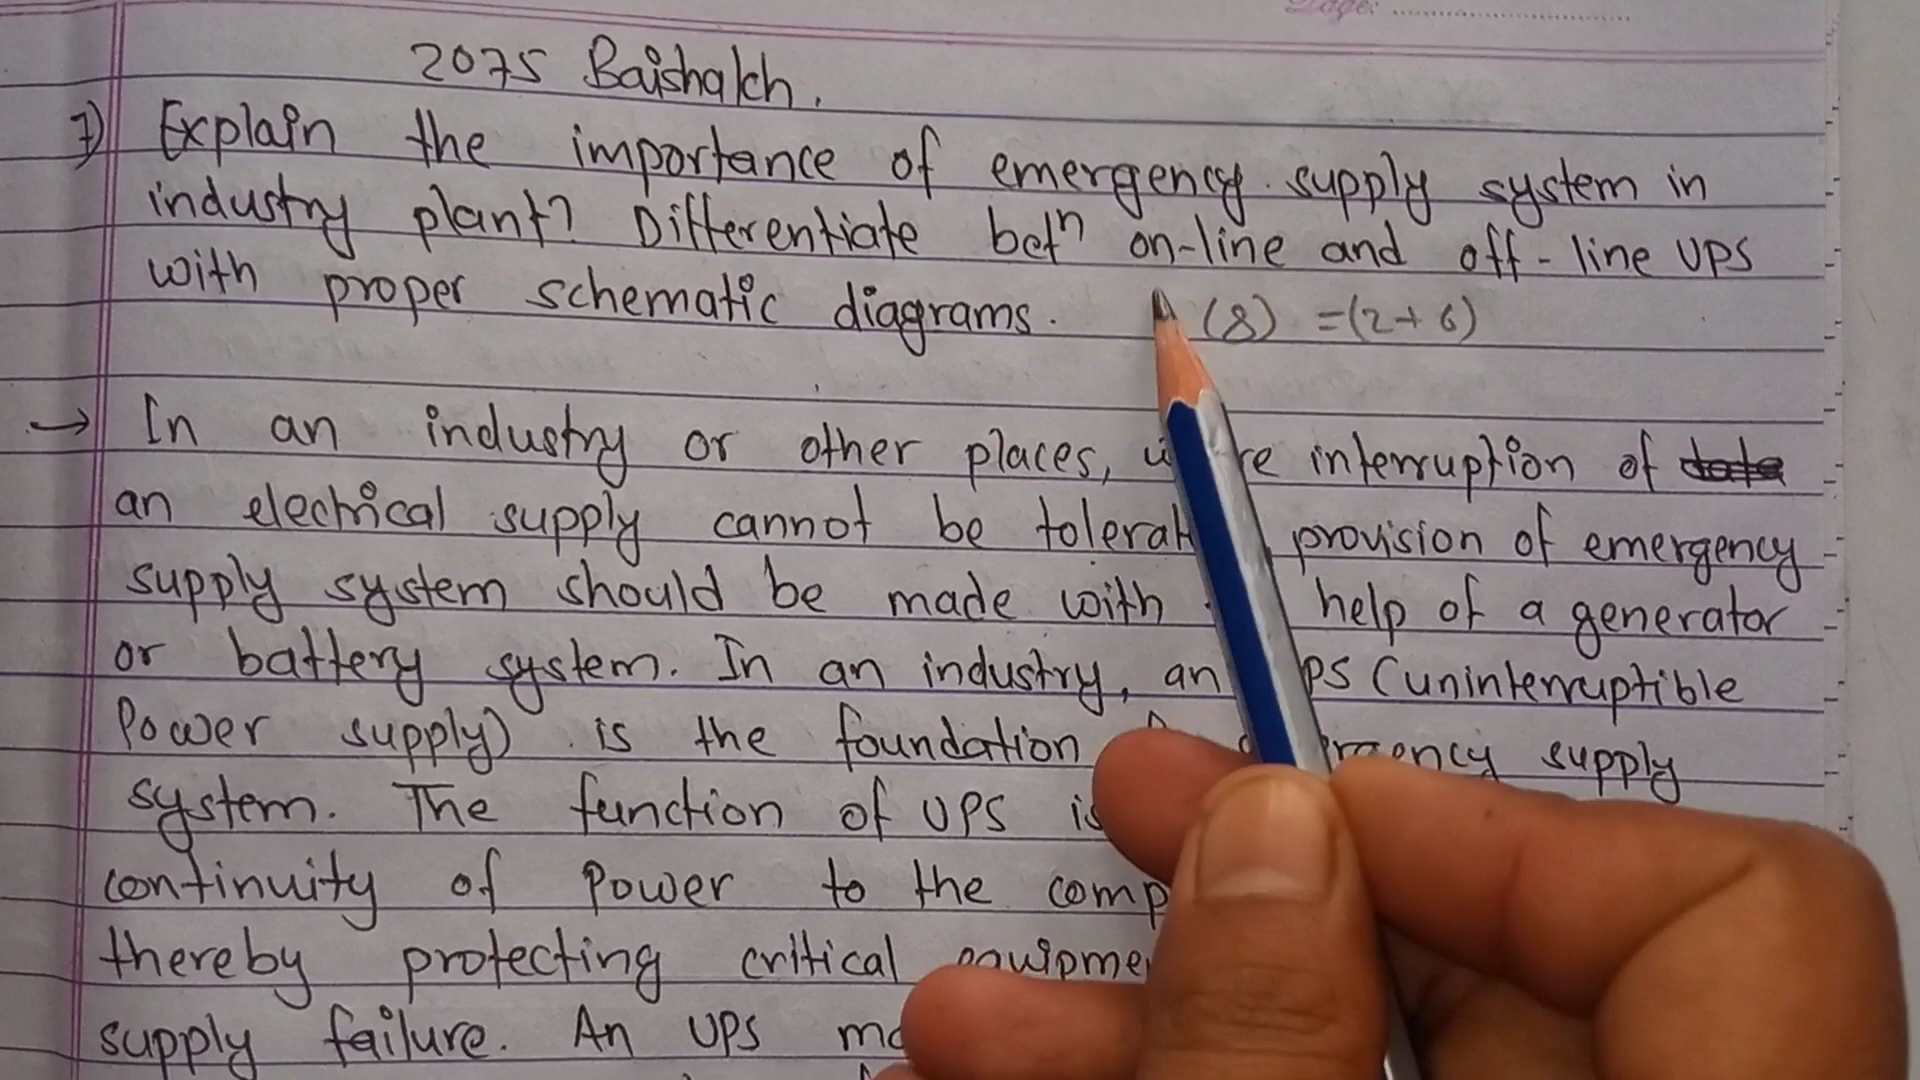 Page:
2075 Baishakh.
7) Explain the importance of emergency supply system in
industry plant? Differentiate betn on-line and off-line UPS
with proper schematic diagrams. (8) =(2+6)
→ In an industry or other places, interruption of
an electrical supply cannot be provision of emergency
supply system should be made with help of a generator
or battery system. In an industry, an (uninterruptible
Power supply) is the foundation supply
system. The function of UPS is
continuity of Power to the
thereby protecting critical
supply failure. An UPS